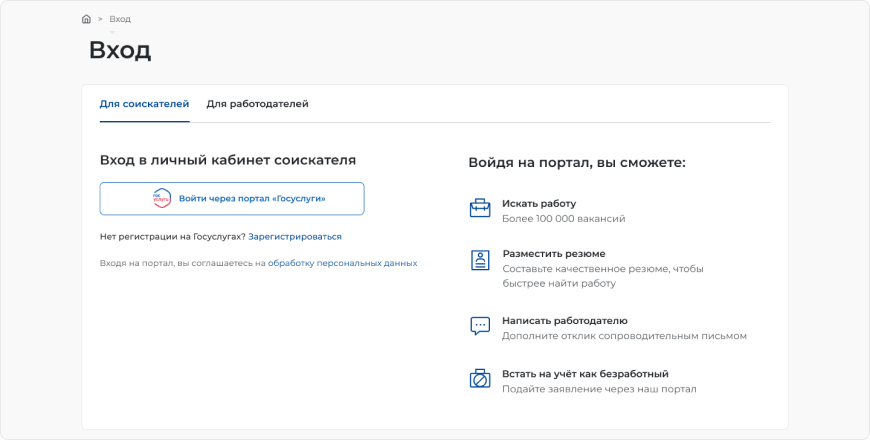 > Вход
Вход
Для соискателей Для работодателей
Вход в личный кабинет соискателя
гос услуги Войти через портал «Госуслуги»
Нет регистрации на Госуслугах? Зарегистрироваться
Входя на портал, вы соглашаетесь на обработку персональных данных
Войдя на портал, вы сможете:
Искать работу
Более 100 000 вакансий
Разместить резюме
Составьте качественное резюме, чтобы
быстрее найти работу
Написать работодателю
Дополните отклик сопроводительным письмом
Встать на учёт как безработный
Подайте заявление через наш портал